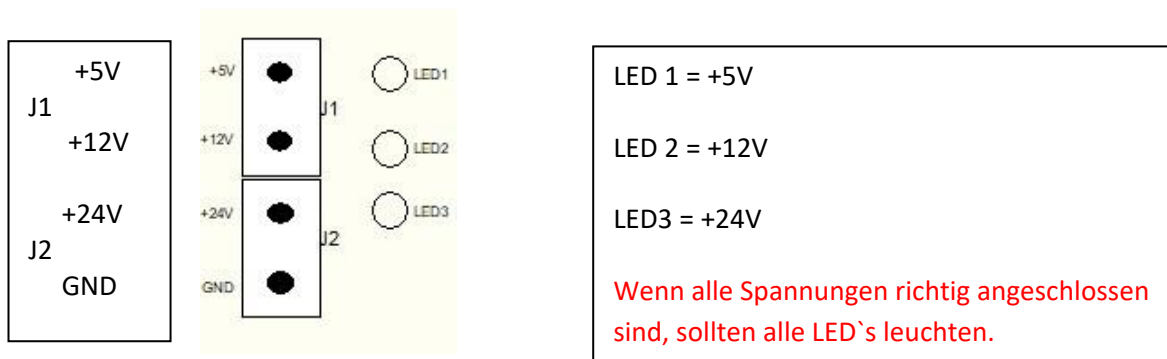 +5V
J1
+12V
+24V
J2
GND
+5V
LED1
J1
+12V
LED2
+24V
LED3
J2
GND
LED 1 = +5V
LED 2 = +12V
LED3 = +24V
Wenn alle Spannungen richtig angeschlossen
sind, sollten alle LED`s leuchten.